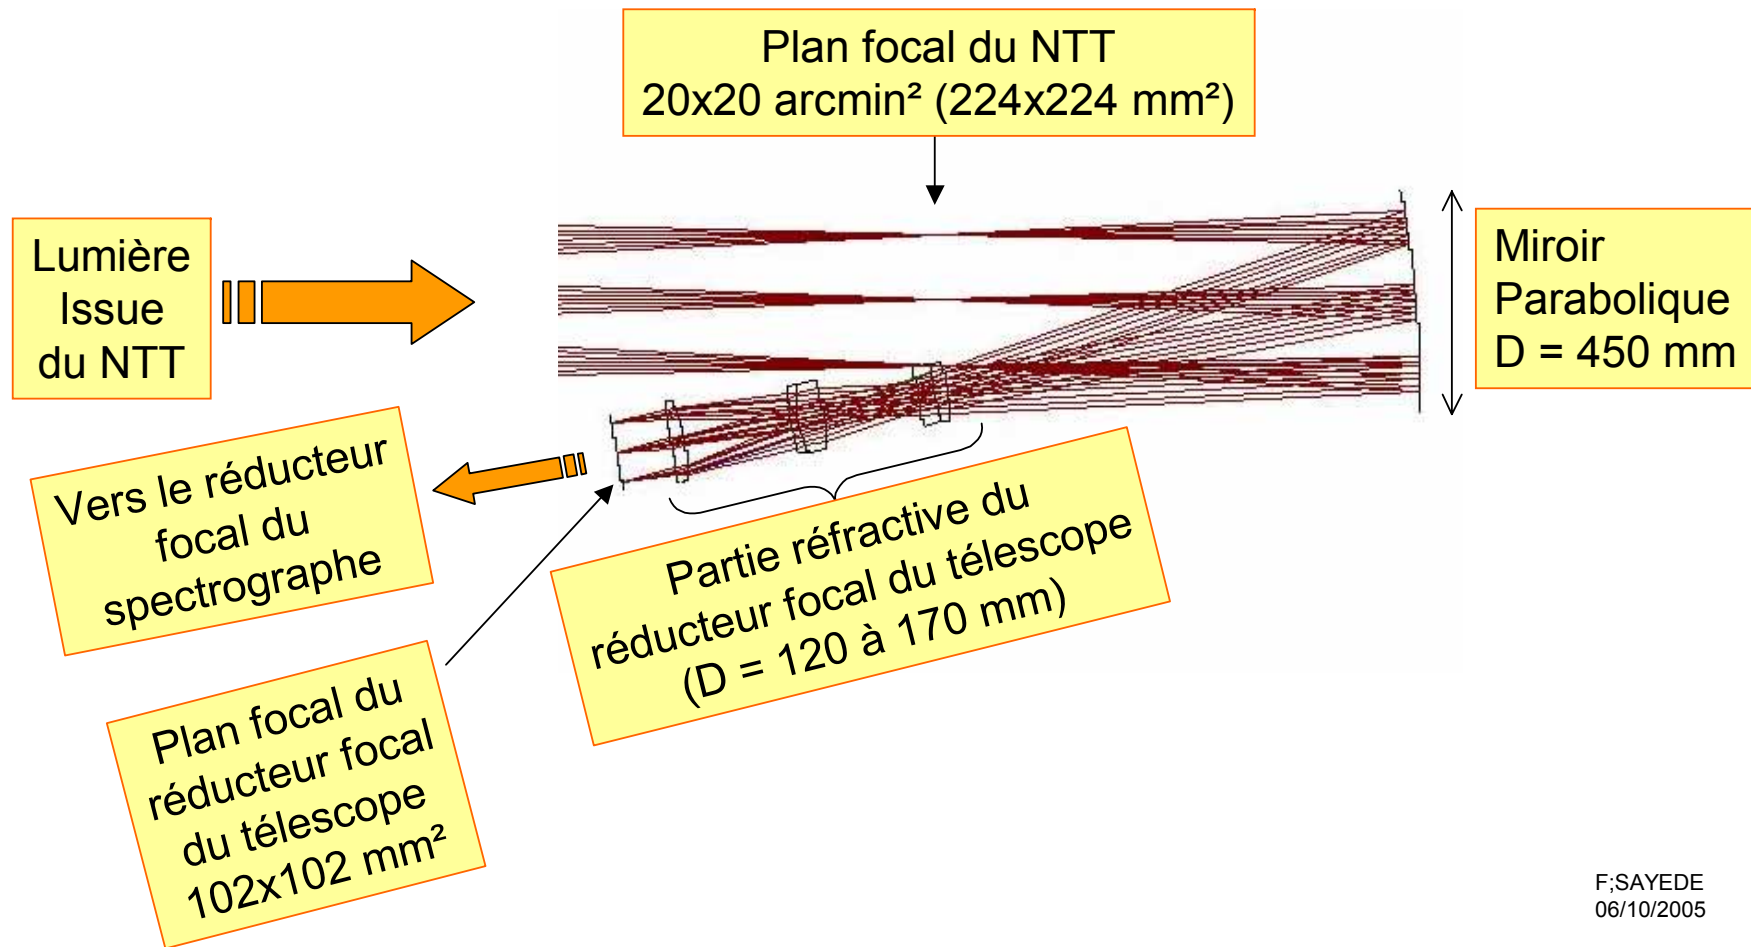 Plan focal du NTT
20x20 arcmin² (224x224 mm²)
Lumière
Issue
du NTT
Miroir
Parabolique
D = 450 mm
Vers le réducteur
focal du
spectrographe
Partie réfractive du
réducteur focal du télescope
(D = 120 à 170 mm)
Plan focal du
réducteur focal
du télescope
102x102 mm²
F;SAYEDE
06/10/2005